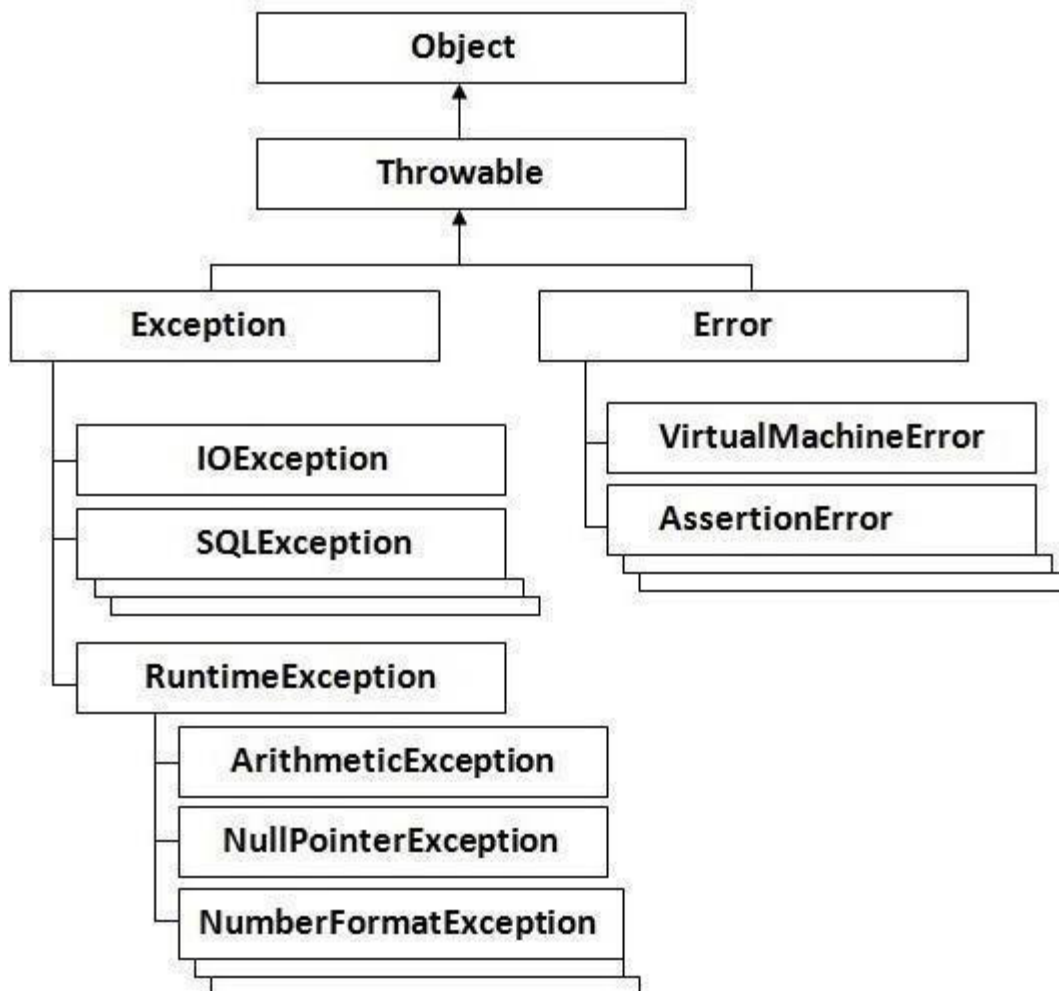 Object
Throwable
Exception
Error
IOException
SQLException
RuntimeException
ArithmeticException
NullPointerException
NumberFormatException
VirtualMachineError
AssertionError